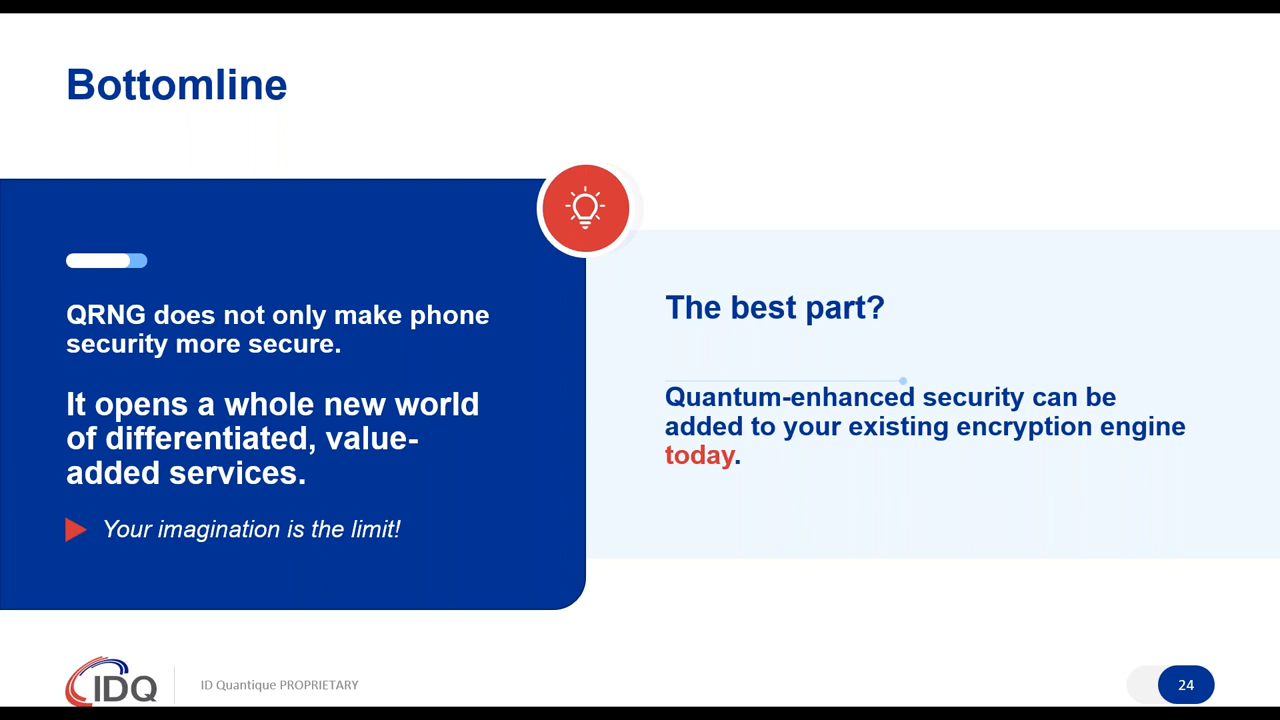 Bottomline
QRNG does not only make phone
security more secure.
It opens a whole new world
of differentiated, value-
added services.
Your imagination is the limit!
The best part?
Quantum-enhanced security can be
added to your existing encryption engine
today.
IDQ
ID Quantique PROPRIETARY
24